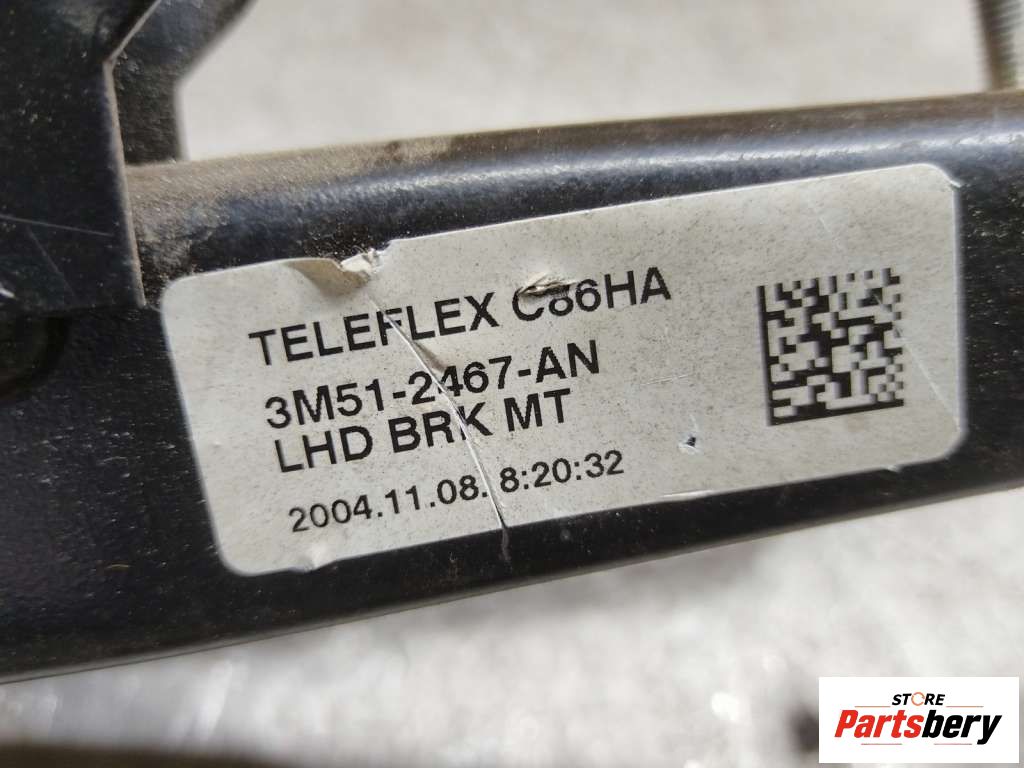 TELEFLEX C86HA
3M51-2467-AN
LHD BRK MT
2004.11.08. 8:20:32
STORE
Partsbery